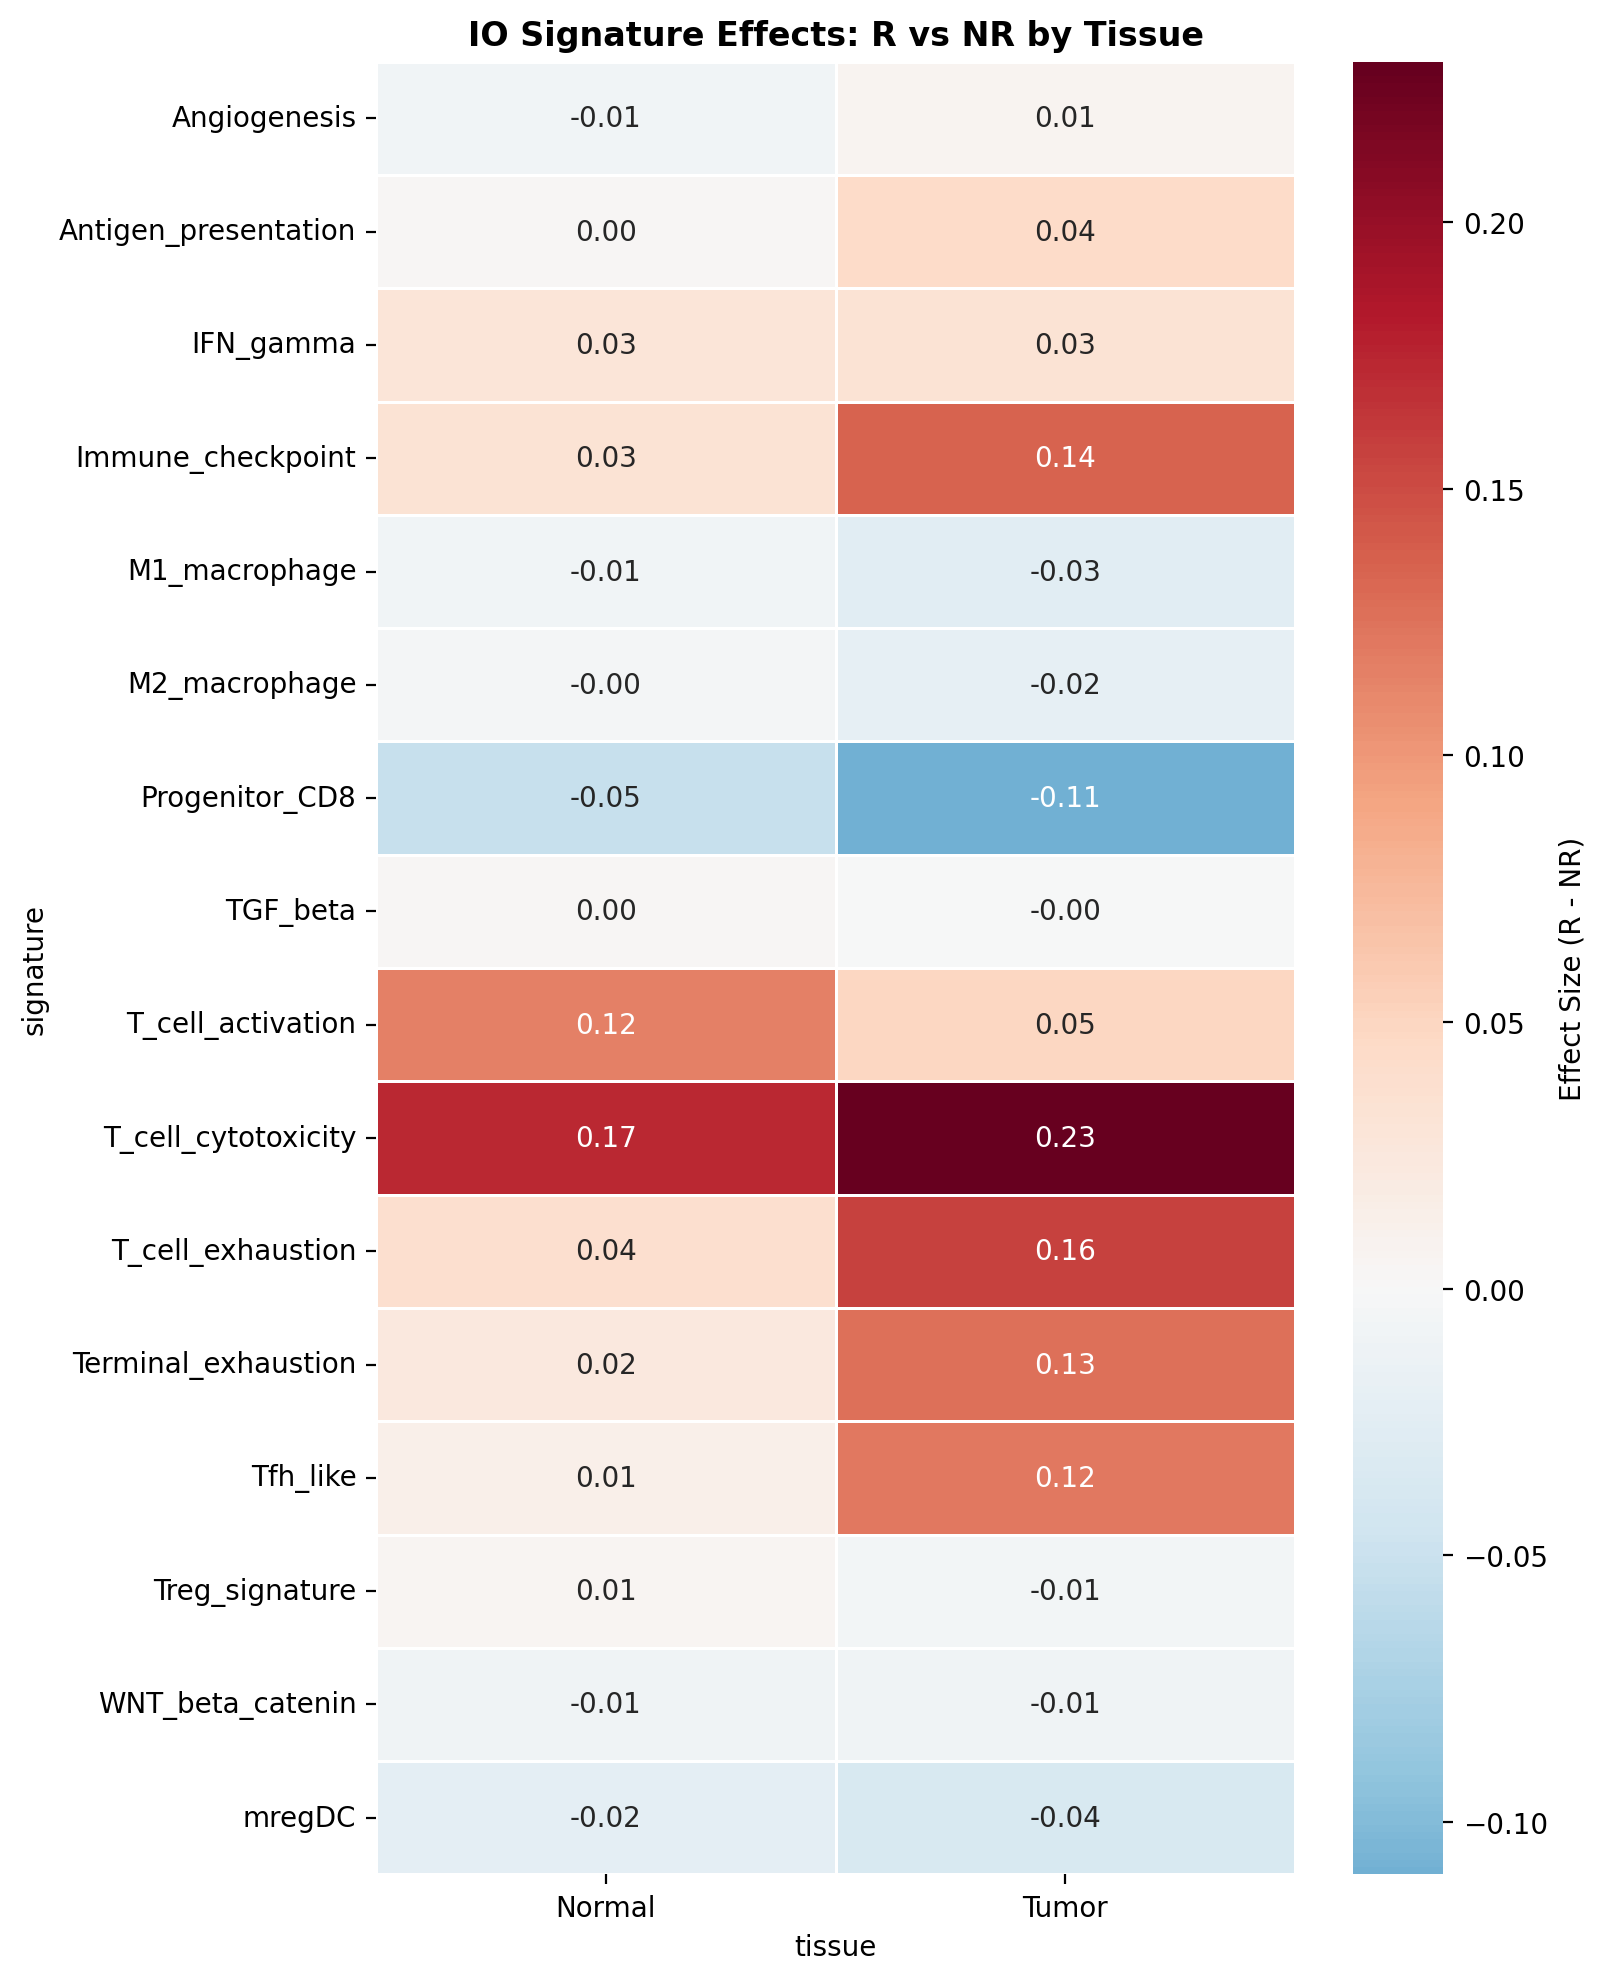 IO Signature Effects: R vs NR by Tissue
Angiogenesis -0.01 0.01
Antigen_presentation 0.00 0.04
IFN_gamma 0.03 0.03
Immune_checkpoint 0.03 0.14
M1_macrophage -0.01 -0.03
M2_macrophage -0.00 -0.02
Progenitor_CD8 -0.05 -0.11
TGF_beta 0.00 -0.00
T_cell_activation 0.12 0.05
T_cell_cytotoxicity 0.17 0.23
T_cell_exhaustion 0.04 0.16
Terminal_exhaustion 0.02 0.13
Tfh_like 0.01 0.12
Treg_signature 0.01 -0.01
WNT_beta_catenin -0.01 -0.01
mregDC -0.02 -0.04
Normal Tumor
tissue
signature
0.20
0.15
0.10
0.05
0.00
−0.05
−0.10
Effect Size (R - NR)